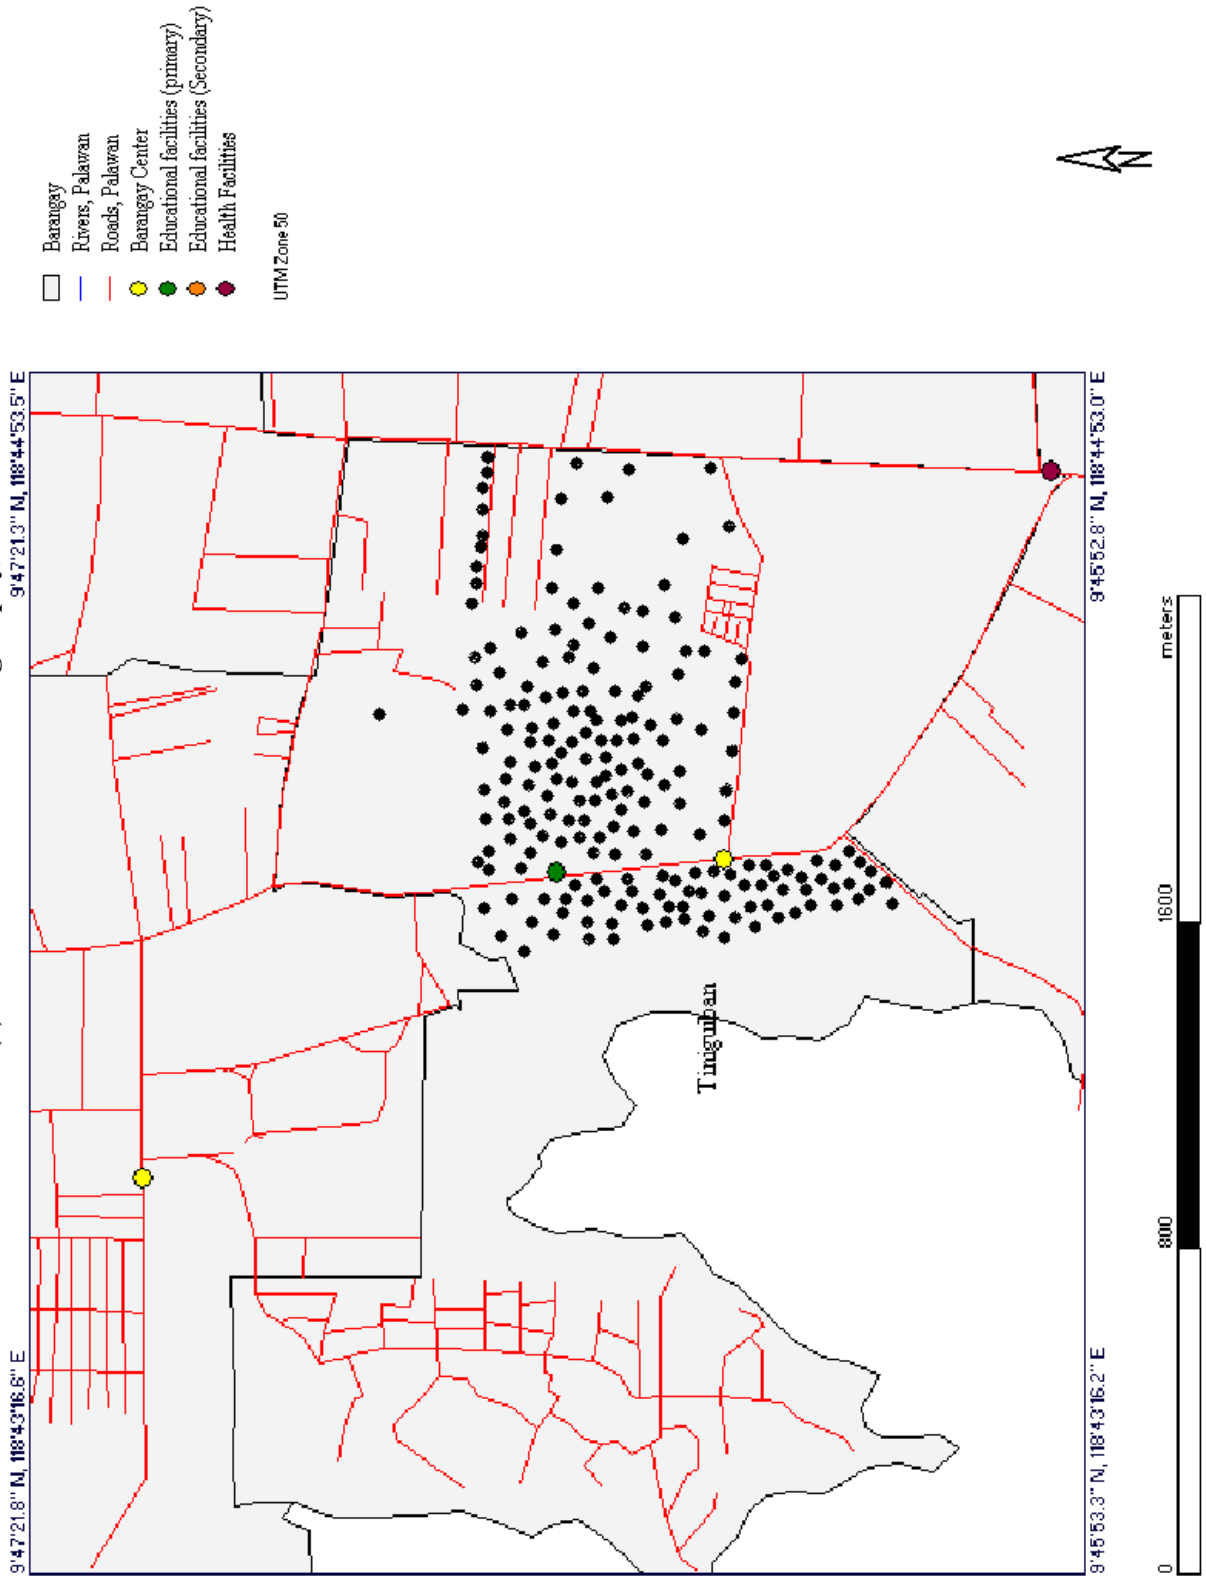 9°47'21.8" N, 118°43'16.6" E
9°47'21.3" N, 118°44'53.5" E
Barangay
Rivers, Palawan
Roads, Palawan
Barangay Center
Educational facilities (primary)
Educational facilities (Secondary)
Health Facilities
UTM Zone 50
Tiniguiban
9°45'53.3" N, 118°43'16.2" E
9°45'52.8" N, 118°44'53.0" E
0
800
1600
meters
N